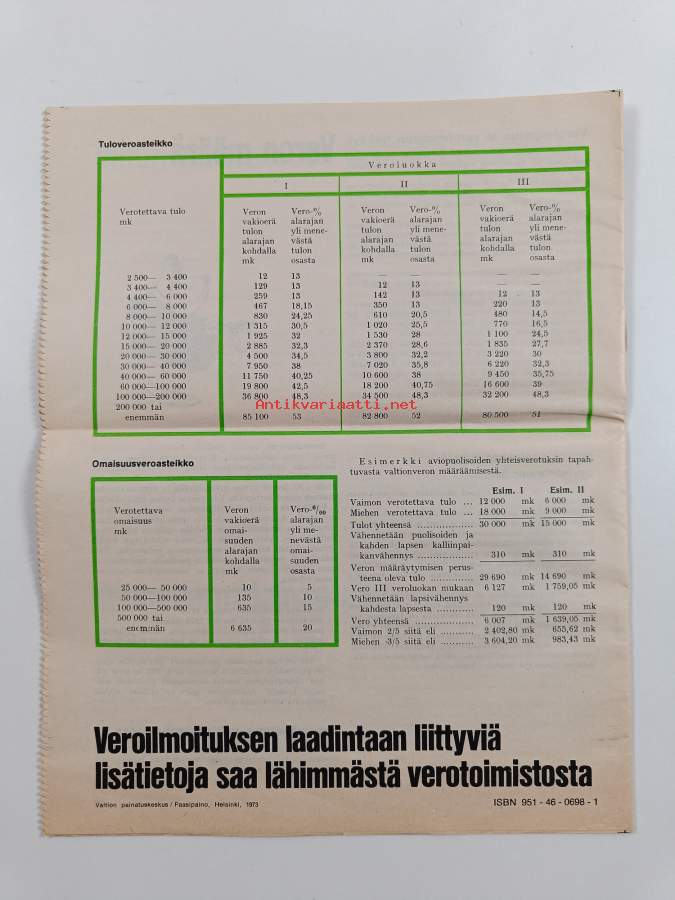 Tuloveroasteikko
Veroluokka
I II III
Verotettava tulo
mk
Veron vakioerä tulon alarajan kohdalla mk
Vero-% alarajan yli menevästä tulon osasta
Veron vakioerä tulon alarajan kohdalla mk
Vero-% alarajan yli menevästä tulon osasta
Veron vakioerä tulon alarajan kohdalla mk
Vero-% alarajan yli menevästä tulon osasta
2 500— 3 400 12 13 — — — —
3 400— 4 400 129 13 12 13 — —
4 400— 6 000 259 13 142 13 12 13
6 000— 8 000 467 18,15 350 13 220 13
8 000— 10 000 830 24,25 610 20,5 480 14,5
10 000— 12 000 1 315 30,5 1 020 25,5 770 16,5
12 000— 15 000 1 925 32 1 530 28 1 100 24,5
15 000— 20 000 2 885 32,3 2 370 28,6 1 835 27,7
20 000— 30 000 4 500 34,5 3 800 32,2 3 220 30
30 000— 40 000 7 950 38 7 020 35,8 6 220 32,3
40 000— 60 000 11 750 40,25 10 600 38 9 450 35,75
60 000—100 000 19 800 42,5 18 200 40,75 16 600 39
100 000—200 000 36 800 48,3 34 500 48,3 32 200 48,3
200 000 tai
enemmän 85 100 53 82 800 52 80 500 51
Antikvariaatti.net
Omaisuusveroasteikko
Verotettava
omaisuus
mk
Veron
vakioerä
omai-
suuden
alarajan
kohdalla
mk
Vero-‰
alarajan
yli me-
nevästä
omai-
suuden
osasta
25 000— 50 000 10 5
50 000—100 000 135 10
100 000—500 000 635 15
500 000 tai
enemmän 6 635 20
Esimerkki aviopuolisoiden yhteisverotuksin tapah-
tuvasta valtionveron määräämisestä.
Esim. I Esim. II
Vaimon verotettava tulo ... 12 000 mk 6 000 mk
Miehen verotettava tulo ... 18 000 mk 9 000 mk
Tulot yhteensä .................. 30 000 mk 15 000 mk
Vähennetään puolisoiden ja
kahden lapsen kalliinpai-
kanvähennys .................. 310 mk 310 mk
Veron määräytymisen perus-
teena oleva tulo .............. 29 690 mk 14 690 mk
Vero III veroluokan mukaan 6 127 mk 1 759,05 mk
Vähennetään lapsivähennys
kahdesta lapsesta .............. 120 mk 120 mk
Vero yhteensä ................... 6 007 mk 1 639,05 mk
Vaimon 2/5 siitä eli ........... 2 402,80 mk 655,62 mk
Miehen 3/5 siitä eli ........... 3 604,20 mk 983,43 mk
Veroilmoituksen laadintaan liittyviä
lisätietoja saa lähimmästä verotoimistosta
Valtion painatuskeskus / Paasipaino, Helsinki, 1973
ISBN 951 - 46 - 0698 - 1